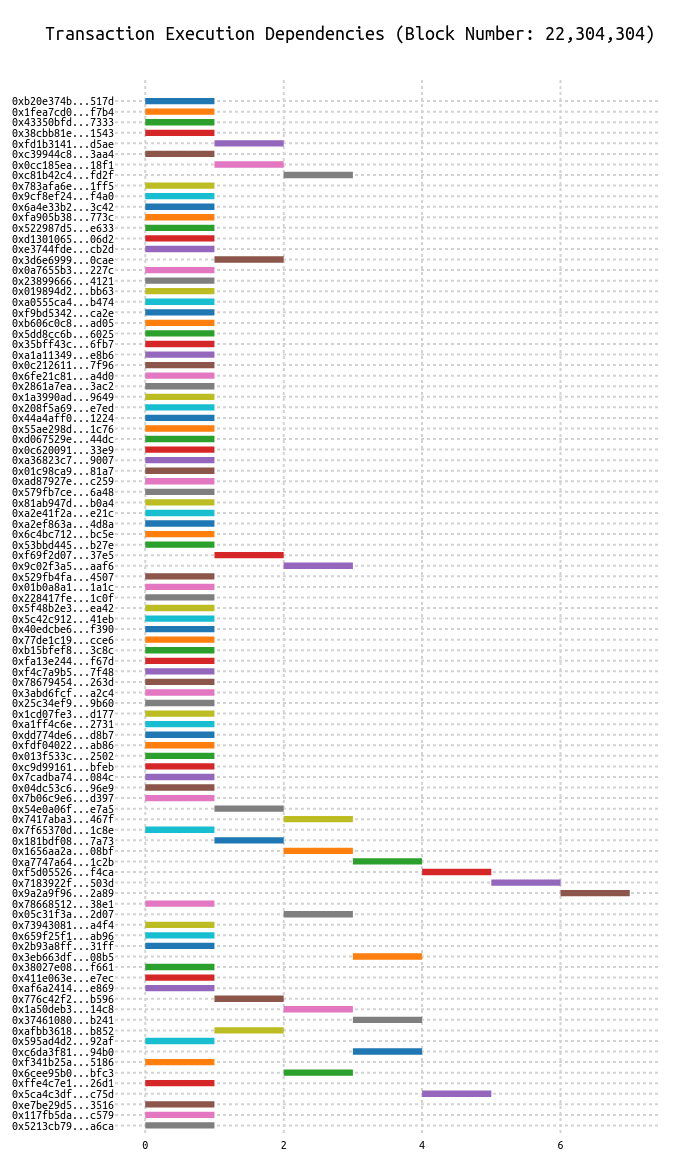 Transaction Execution Dependencies (Block Number: 22,304,304)
0xb20e374b...517d
0x1fea7cd0...f7b4
0x43350bfd...7333
0x38cbb81e...1543
0xfd1b3141...d5ae
0xc39944c8...3aa4
0x0cc185ea...18f1
0xc81b42c4...fd2f
0x783afa6e...1ff5
0x9cf8ef24...f4a0
0x6a4e33b2...3c42
0xfa905b38...773c
0x522987d5...e633
0xd1301065...06d2
0xe3744fde...cb2d
0x3d6e6999...0cae
0x0a7655b3...227c
0x23899666...4121
0x019894d2...bb63
0xa0555ca4...b474
0xf9bd5342...ca2e
0xb606c0c8...ad05
0x5dd8cc6b...6025
0x35bff43c...6fb7
0xa1a11349...e8b6
0x0c212611...7f96
0x6fe21c81...a4d0
0x2861a7ea...3ac2
0x1a3990ad...9649
0x208f5a69...e7ed
0x44a4aff0...1224
0x55ae298d...1c76
0xd067529e...44dc
0x0c620091...33e9
0xa36823c7...9007
0x01c98ca9...81a7
0xad87927e...c259
0x579fb7ce...6a48
0x81ab947d...b0a4
0xa2e41f2a...e21c
0xa2ef863a...4d8a
0x6c4bc712...bc5e
0x53bbd445...b27e
0xf69f2d07...37e5
0x9c02f3a5...aaf6
0x529fb4fa...4507
0x01b0a8a1...1a1c
0x228417fe...1c0f
0x5f48b2e3...ea42
0x5c42c912...41eb
0x40edcbe6...f390
0x77de1c19...cce6
0xb15bfef8...3c8c
0xfa13e244...f67d
0xf4c7a9b5...7f48
0x78679454...263d
0x3abd6fcf...a2c4
0x25c34ef9...9b60
0x1cd07fe3...d177
0xa1ff4c6e...2731
0xdd774de6...d8b7
0xfdf04022...ab86
0x013f533c...2502
0xc9d99161...bfeb
0x7cadba74...084c
0x04dc53c6...96e9
0x7b06c9e6...d397
0x54e0a06f...e7a5
0x7417aba3...467f
0x7f65370d...1c8e
0x181bdf08...7a73
0x1656aa2a...08bf
0xa7747a64...1c2b
0xf5d05526...f4ca
0x7183922f...503d
0x9a2a9f96...2a89
0x78668512...38e1
0x05c31f3a...2d07
0x73943081...a4f4
0x659f25f1...ab96
0x2b93a8ff...31ff
0x3eb663df...08b5
0x38027e08...f661
0x411e063e...e7ec
0xaf6a2414...e869
0x776c42f2...b596
0x1a50deb3...14c8
0x37461080...b241
0xafbb3618...b852
0x595ad4d2...92af
0xc6da3f81...94b0
0xf341b25a...5186
0x6cee95b0...bfc3
0xffe4c7e1...26d1
0x5ca4c3df...c75d
0xe7be29d5...3516
0x117fb5da...c579
0x5213cb79...a6ca
0 2 4 6